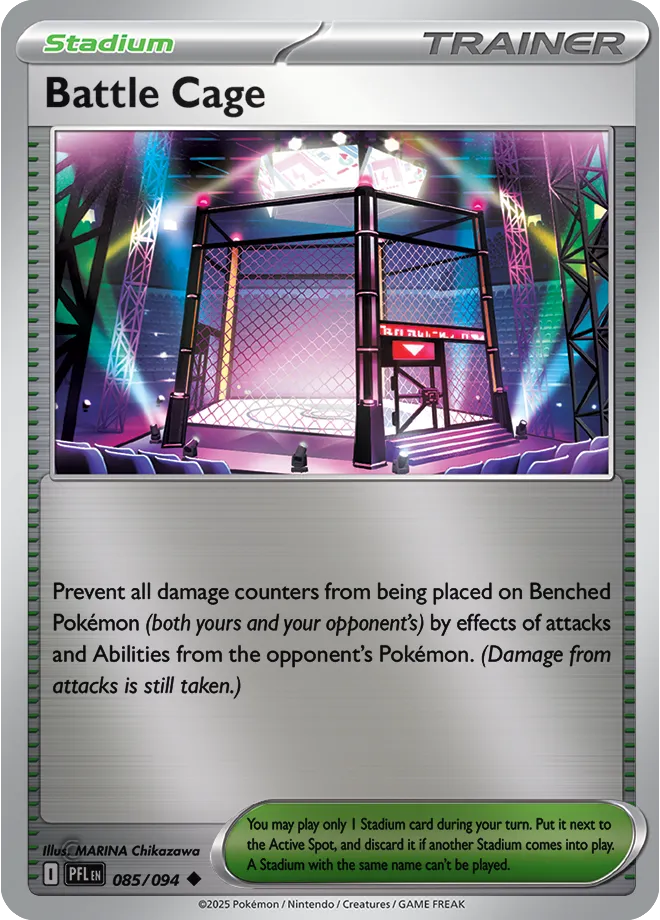 Stadium
TRAINER
Battle Cage
Prevent all damage counters from being placed on Benched
Pokémon (both yours and your opponent's) by effects of attacks
and Abilities from the opponent's Pokémon. (Damage from
attacks is still taken.)
You may play only 1 Stadium card during your turn. Put it next to
the Active Spot, and discard it if another Stadium comes into play.
A Stadium with the same name can't be played.
Illus. MARINA Chikazawa
I PFL EN 085/094
©2025 Pokémon / Nintendo / Creatures / GAME FREAK